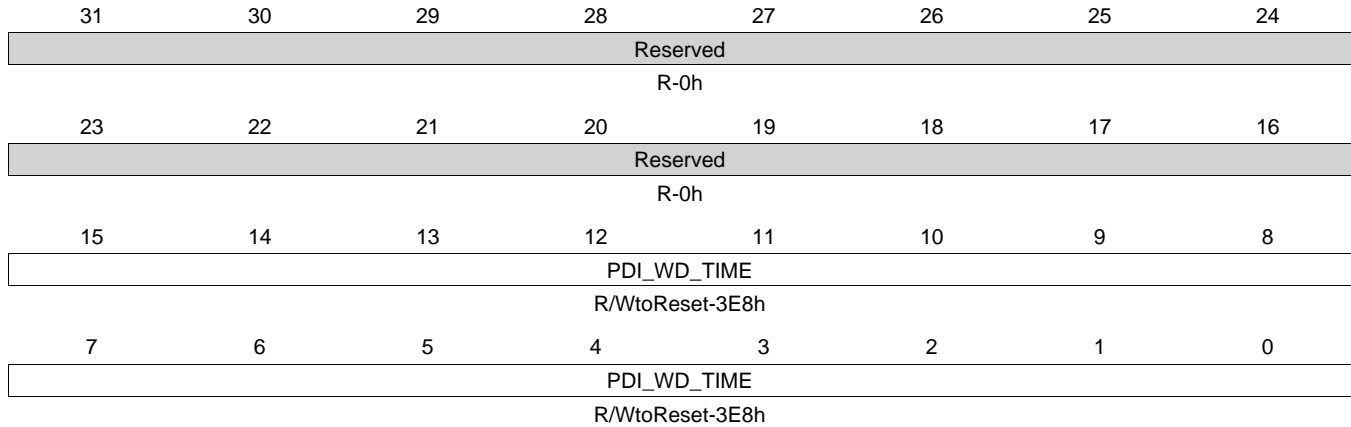 31 30 29 28 27 26 25 24
Reserved
R-0h
23 22 21 20 19 18 17 16
Reserved
R-0h
15 14 13 12 11 10 9 8
PDI_WD_TIME
R/WtoReset-3E8h
7 6 5 4 3 2 1 0
PDI_WD_TIME
R/WtoReset-3E8h